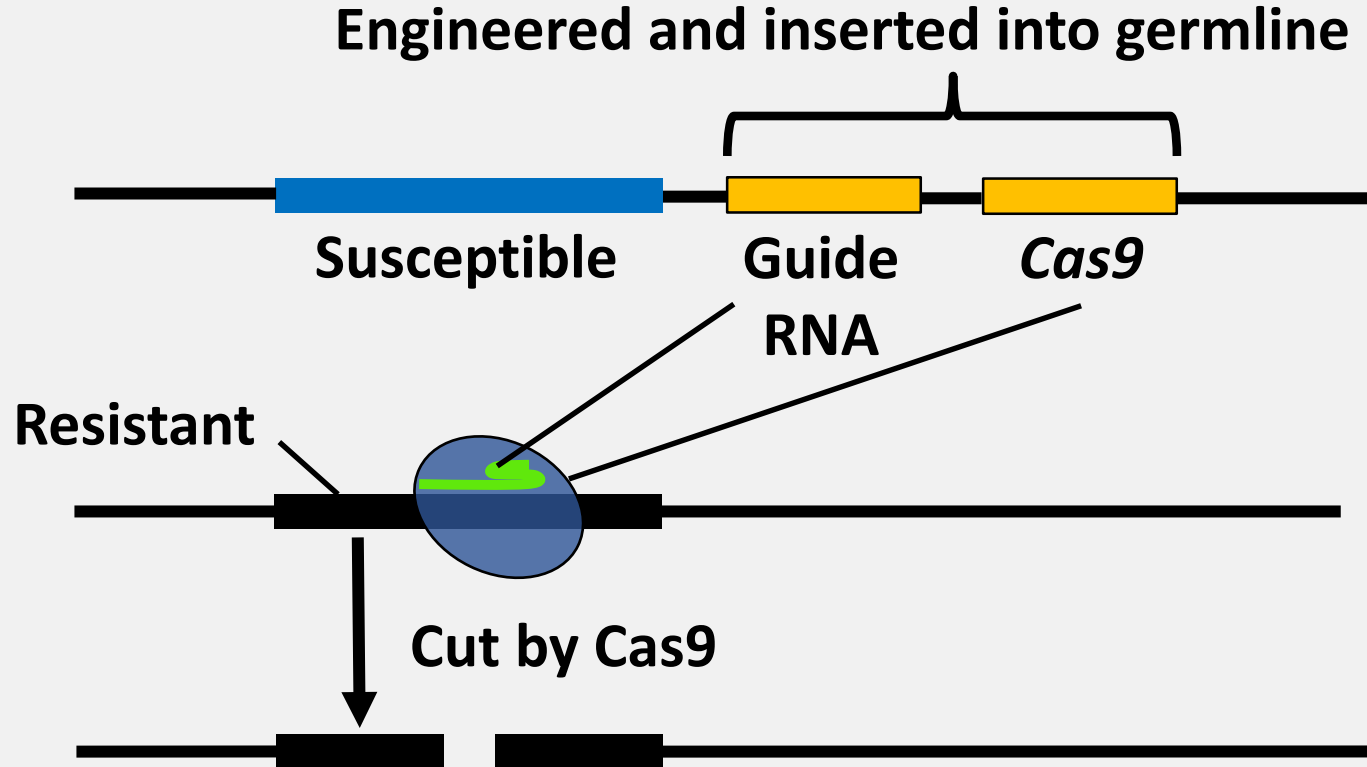 Engineered and inserted into germline
Susceptible
Guide
RNA
Cas9
Resistant
Cut by Cas9